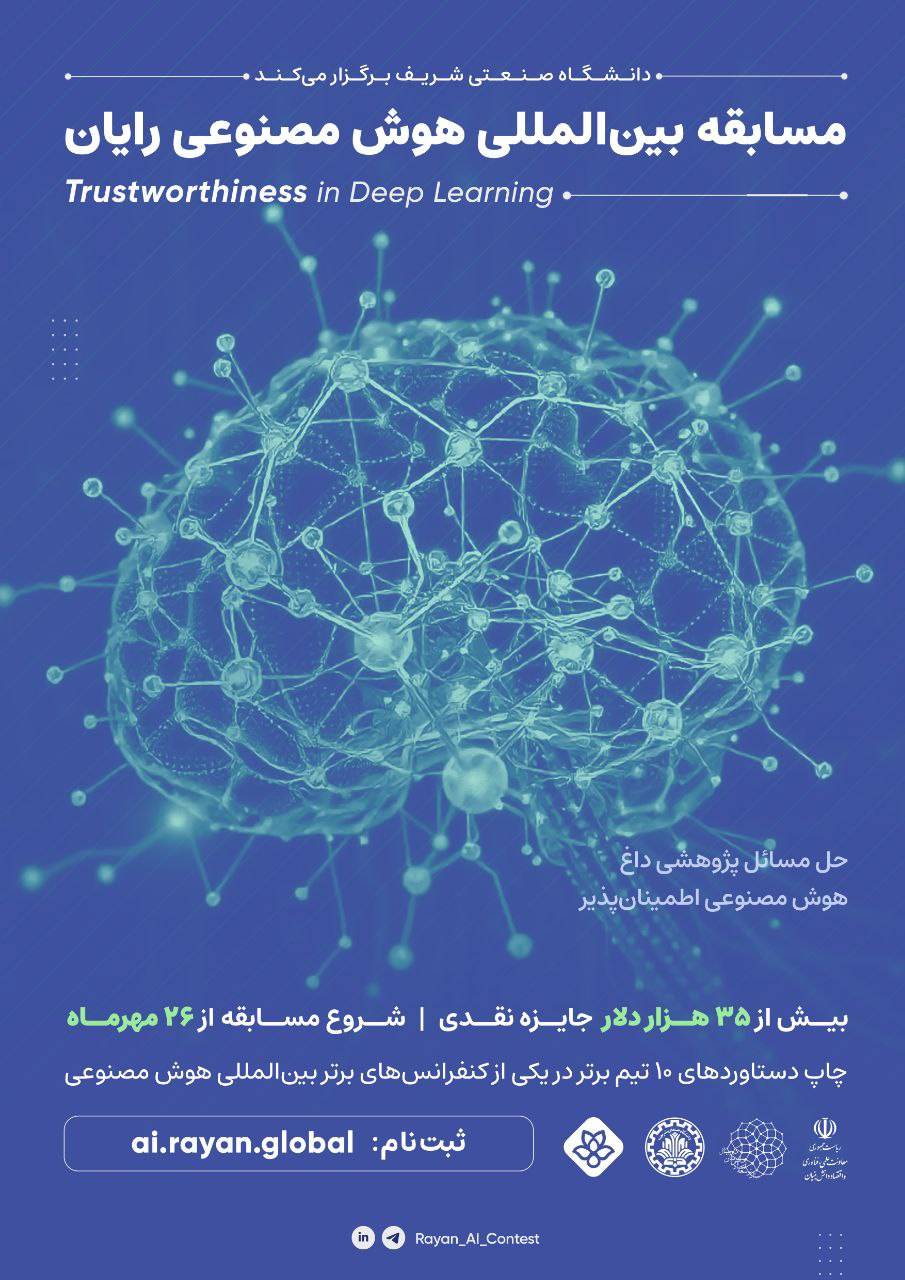 دانشگاه صنعتی شریف برگزار می‌کند
مسابقه بین‌المللی هوش مصنوعی رایان
Trustworthiness in Deep Learning
حل مسائل پژوهشی داغ
هوش مصنوعی اطمینان‌پذیر
بیش از ۳۵ هزار دلار جایزه نقدی | شروع مسابقه از ۲۶ مهرماه
چاپ دستاوردهای ۱۰ تیم برتر در یکی از کنفرانس‌های برتر بین‌المللی هوش مصنوعی
ثبت‌نام: ai.rayan.global
ریاست جمهوری
معاونت علمی، فناوری
و اقتصاد دانش‌بنیان
in
Rayan_AI_Contest